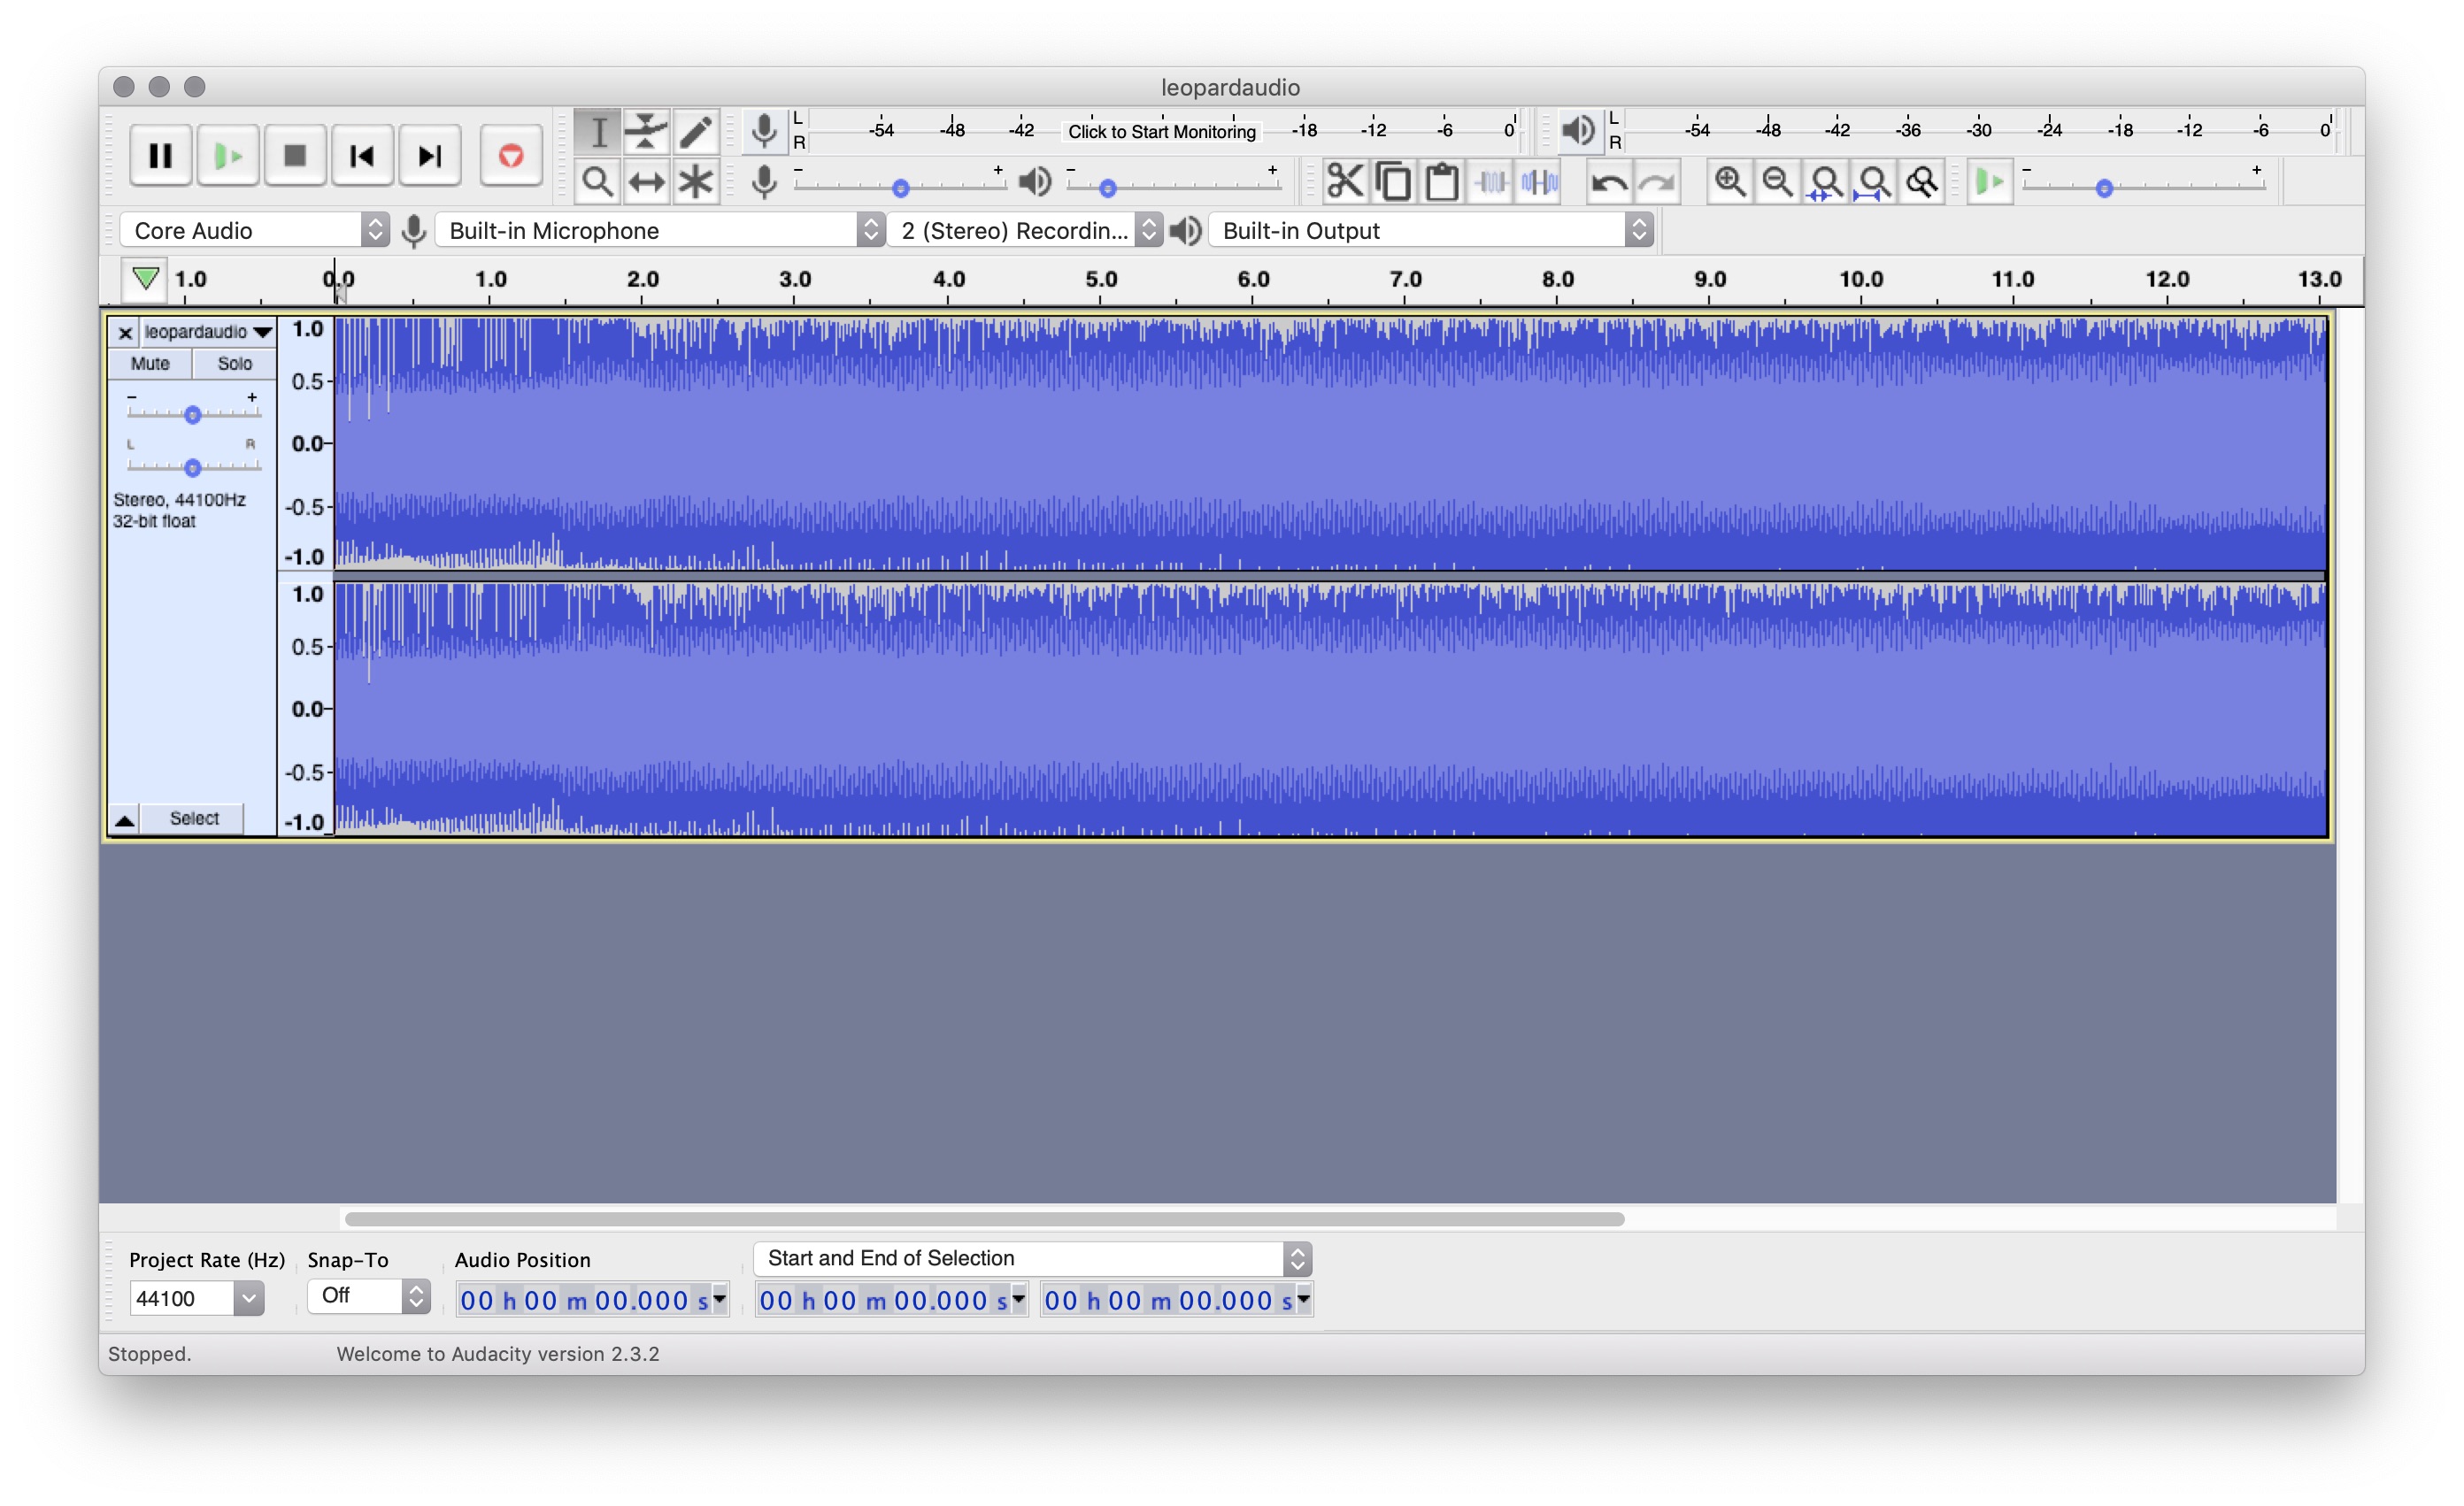 leopardaudio
L
R
-54 -48 -42 Click to Start Monitoring -18 -12 -6 0
L
R
-54 -48 -42 -36 -30 -24 -18 -12 -6 0
- +
- +
- +
Core Audio Built-in Microphone 2 (Stereo) Recordin... Built-in Output
1.0 0.0 1.0 2.0 3.0 4.0 5.0 6.0 7.0 8.0 9.0 10.0 11.0 12.0 13.0
leopardaudio
Mute Solo
- +
L R
Stereo, 44100Hz
32-bit float
Select
1.0
0.5
0.0
-0.5
-1.0
1.0
0.5
0.0
-0.5
-1.0
Project Rate (Hz) Snap-To Audio Position Start and End of Selection
44100 Off 00 h 00 m 00.000 s 00 h 00 m 00.000 s 00 h 00 m 00.000 s
Stopped. Welcome to Audacity version 2.3.2